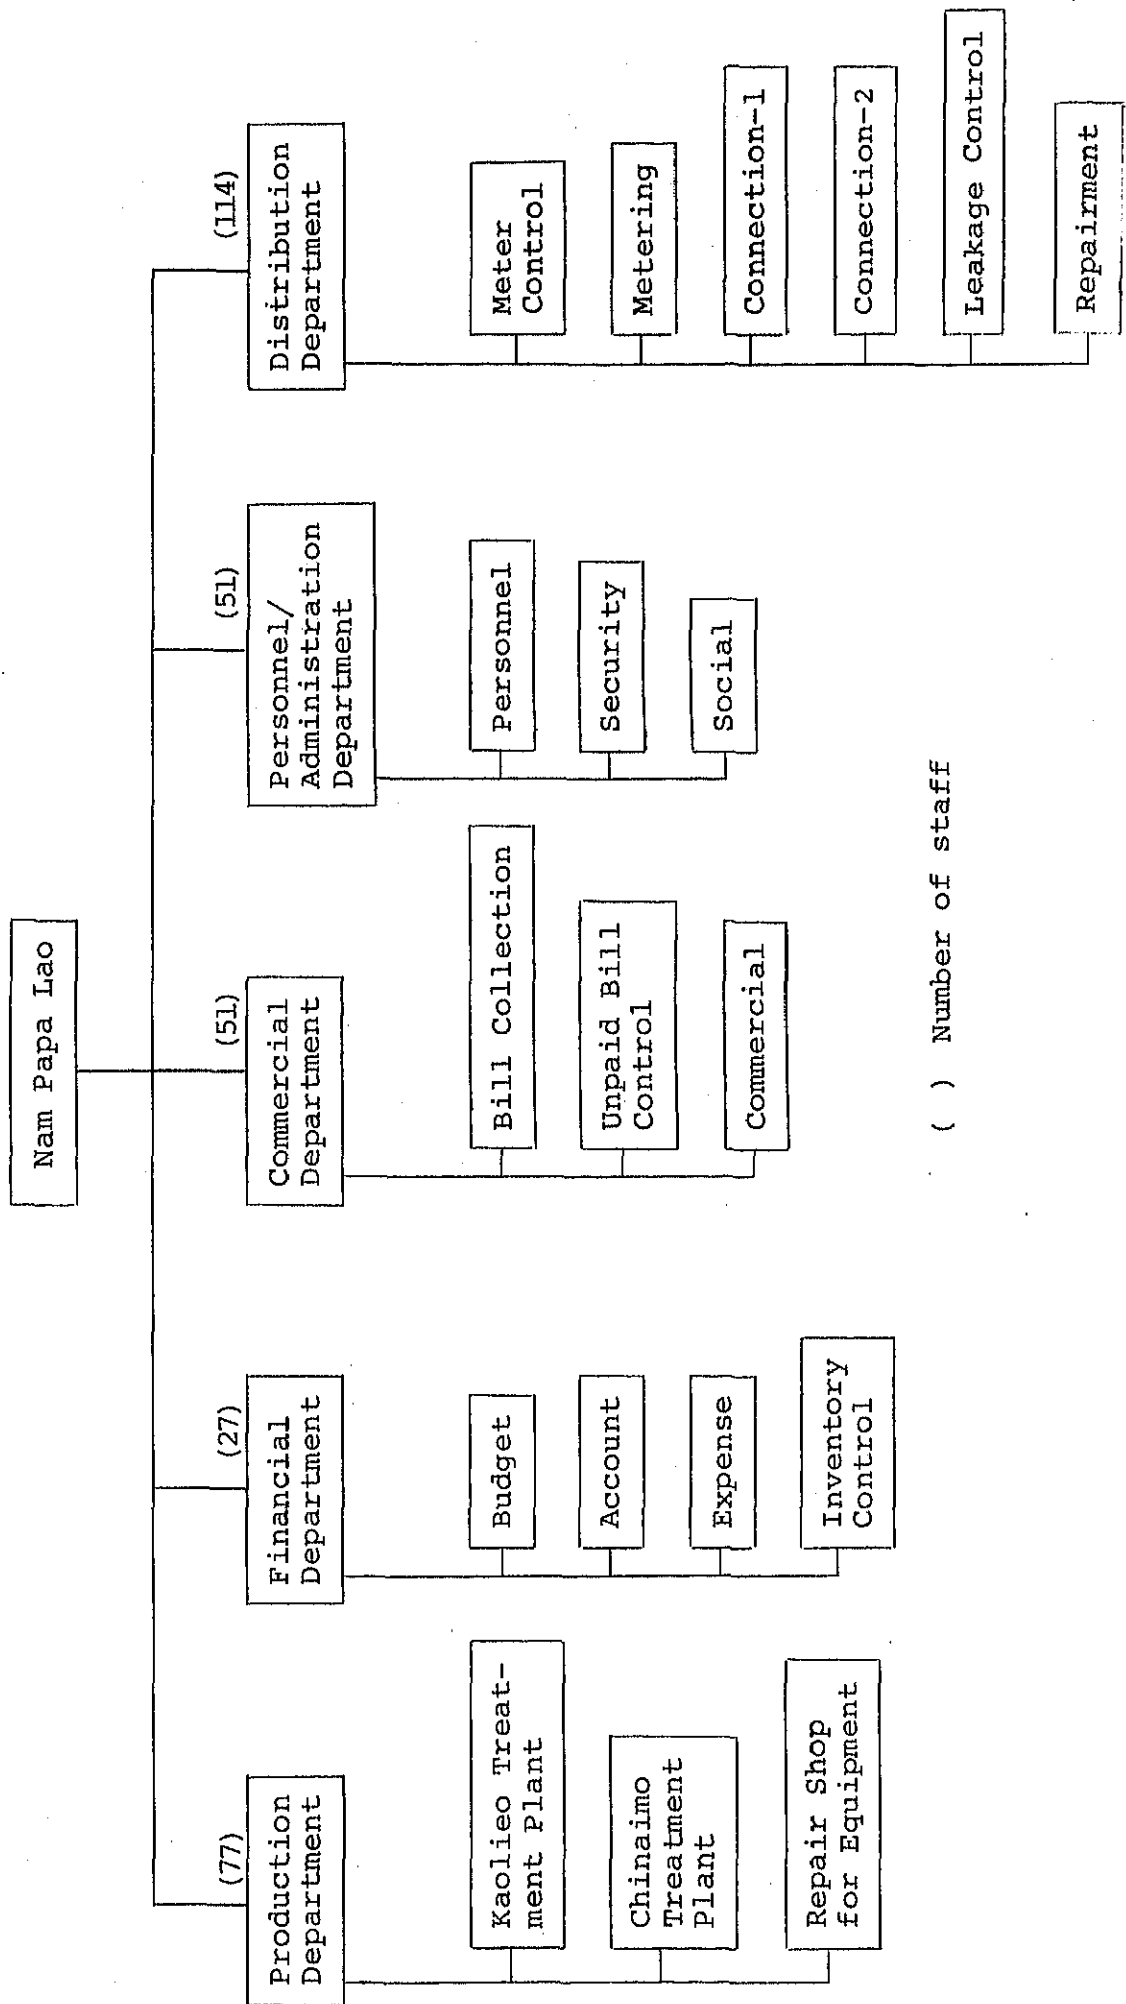 Nam Papa Lao
(77)
Production
Department
Kaolieo Treat-
ment Plant
Chinaimo
Treatment
Plant
Repair Shop
for Equipment
(27)
Financial
Department
Budget
Account
Expense
Inventory
Control
(51)
Commercial
Department
Bill Collection
Unpaid Bill
Control
Commercial
(51)
Personnel/
Administration
Department
Personnel
Security
Social
(114)
Distribution
Department
Meter
Control
Metering
Connection-1
Connection-2
Leakage Control
Repairment
( ) Number of staff